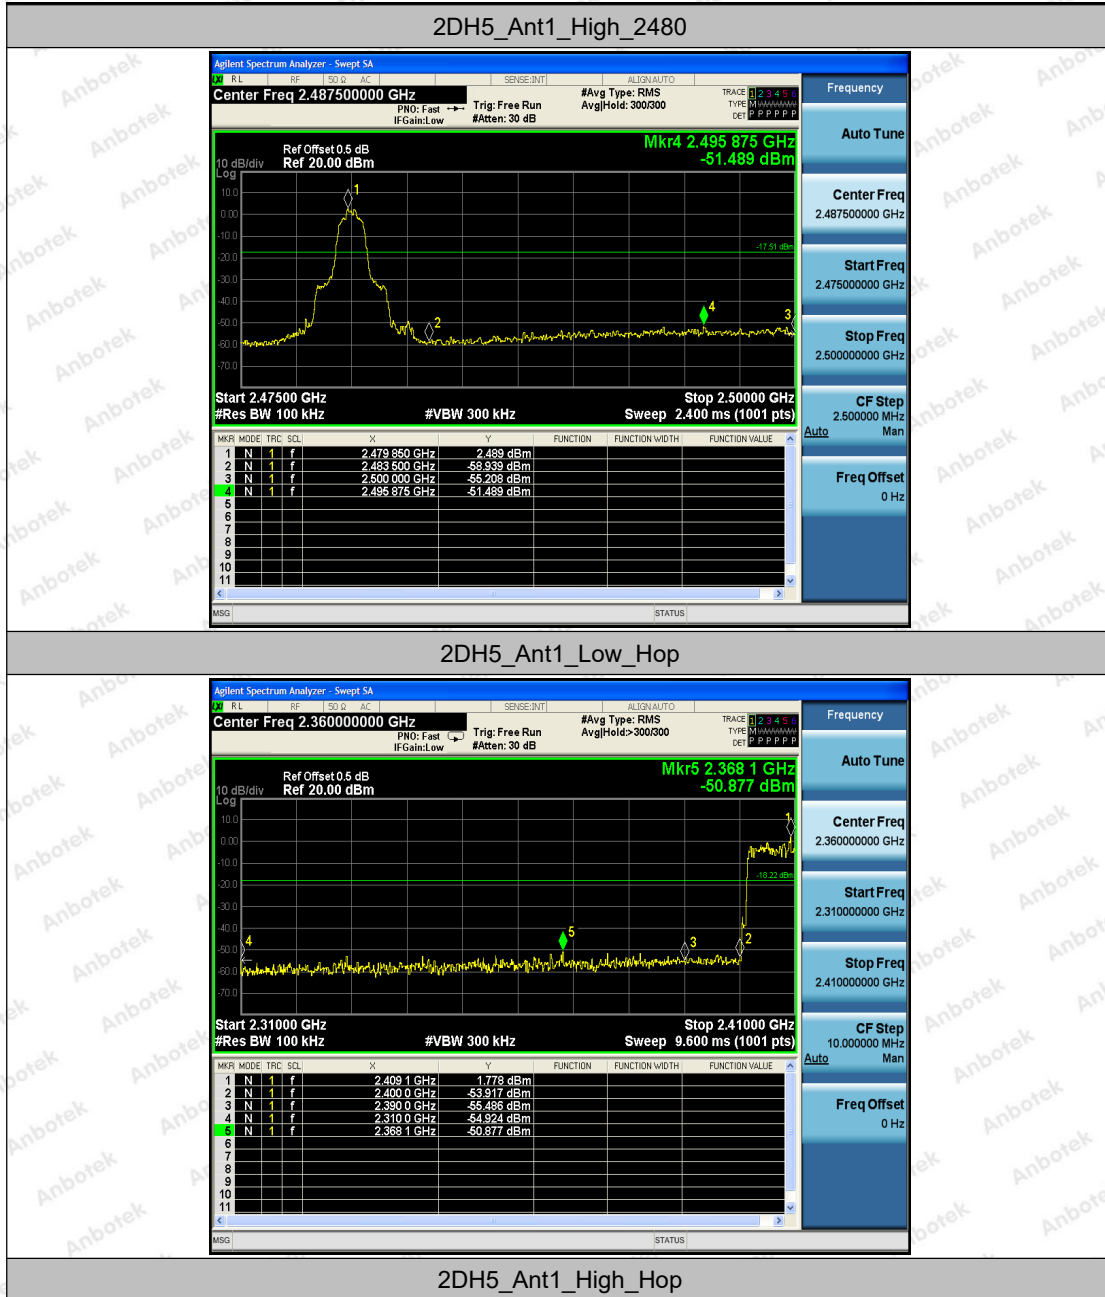 2DH5_Ant1_High_2480
Agilent Spectrum Analyzer - Swept SA
RL RF 50 Ω AC SENSE:INT ALIGNAUTO
Center Freq 2.487500000 GHz
PNO: Fast
IFGain:Low
Trig: Free Run
#Atten: 30 dB
#Avg Type: RMS
Avg|Hold: 300/300
TRACE 1 2 3 4 5 6
TYPE M
DET P P P P P P
Mkr4 2.495 875 GHz
-51.489 dBm
Ref Offset 0.5 dB
10 dB/div Ref 20.00 dBm
Log
10.0
0.00
-10.0
-20.0
-30.0
-40.0
-50.0
-60.0
-70.0
-17.51 dBm
1
2
4
3
Start 2.47500 GHz Stop 2.50000 GHz
#Res BW 100 kHz #VBW 300 kHz Sweep 2.400 ms (1001 pts)
MKR MODE TRC SCL X Y FUNCTION FUNCTION WIDTH FUNCTION VALUE
1 N 1 f 2.479 850 GHz 2.489 dBm
2 N 1 f 2.483 500 GHz -58.939 dBm
3 N 1 f 2.500 000 GHz -55.208 dBm
4 N 1 f 2.495 875 GHz -51.489 dBm
5
6
7
8
9
10
11
MSG STATUS
Frequency
Auto Tune
Center Freq
2.487500000 GHz
Start Freq
2.475000000 GHz
Stop Freq
2.500000000 GHz
CF Step
2.500000 MHz
Auto Man
Freq Offset
0 Hz
2DH5_Ant1_Low_Hop
Agilent Spectrum Analyzer - Swept SA
RL RF 50 Ω AC SENSE:INT ALIGNAUTO
Center Freq 2.360000000 GHz
PNO: Fast
IFGain:Low
Trig: Free Run
#Atten: 30 dB
#Avg Type: RMS
Avg|Hold:>300/300
TRACE 1 2 3 4 5 6
TYPE M
DET P P P P P P
Mkr5 2.368 1 GHz
-50.877 dBm
Ref Offset 0.5 dB
10 dB/div Ref 20.00 dBm
Log
10.0
0.00
-10.0
-20.0
-30.0
-40.0
-50.0
-60.0
-70.0
-18.22 dBm
1
4
5
3
2
Start 2.31000 GHz Stop 2.41000 GHz
#Res BW 100 kHz #VBW 300 kHz Sweep 9.600 ms (1001 pts)
MKR MODE TRC SCL X Y FUNCTION FUNCTION WIDTH FUNCTION VALUE
1 N 1 f 2.409 1 GHz 1.778 dBm
2 N 1 f 2.400 0 GHz -53.917 dBm
3 N 1 f 2.390 0 GHz -55.486 dBm
4 N 1 f 2.310 0 GHz -54.924 dBm
5 N 1 f 2.368 1 GHz -50.877 dBm
6
7
8
9
10
11
MSG STATUS
Frequency
Auto Tune
Center Freq
2.360000000 GHz
Start Freq
2.310000000 GHz
Stop Freq
2.410000000 GHz
CF Step
10.000000 MHz
Auto Man
Freq Offset
0 Hz
2DH5_Ant1_High_Hop
Anbotek